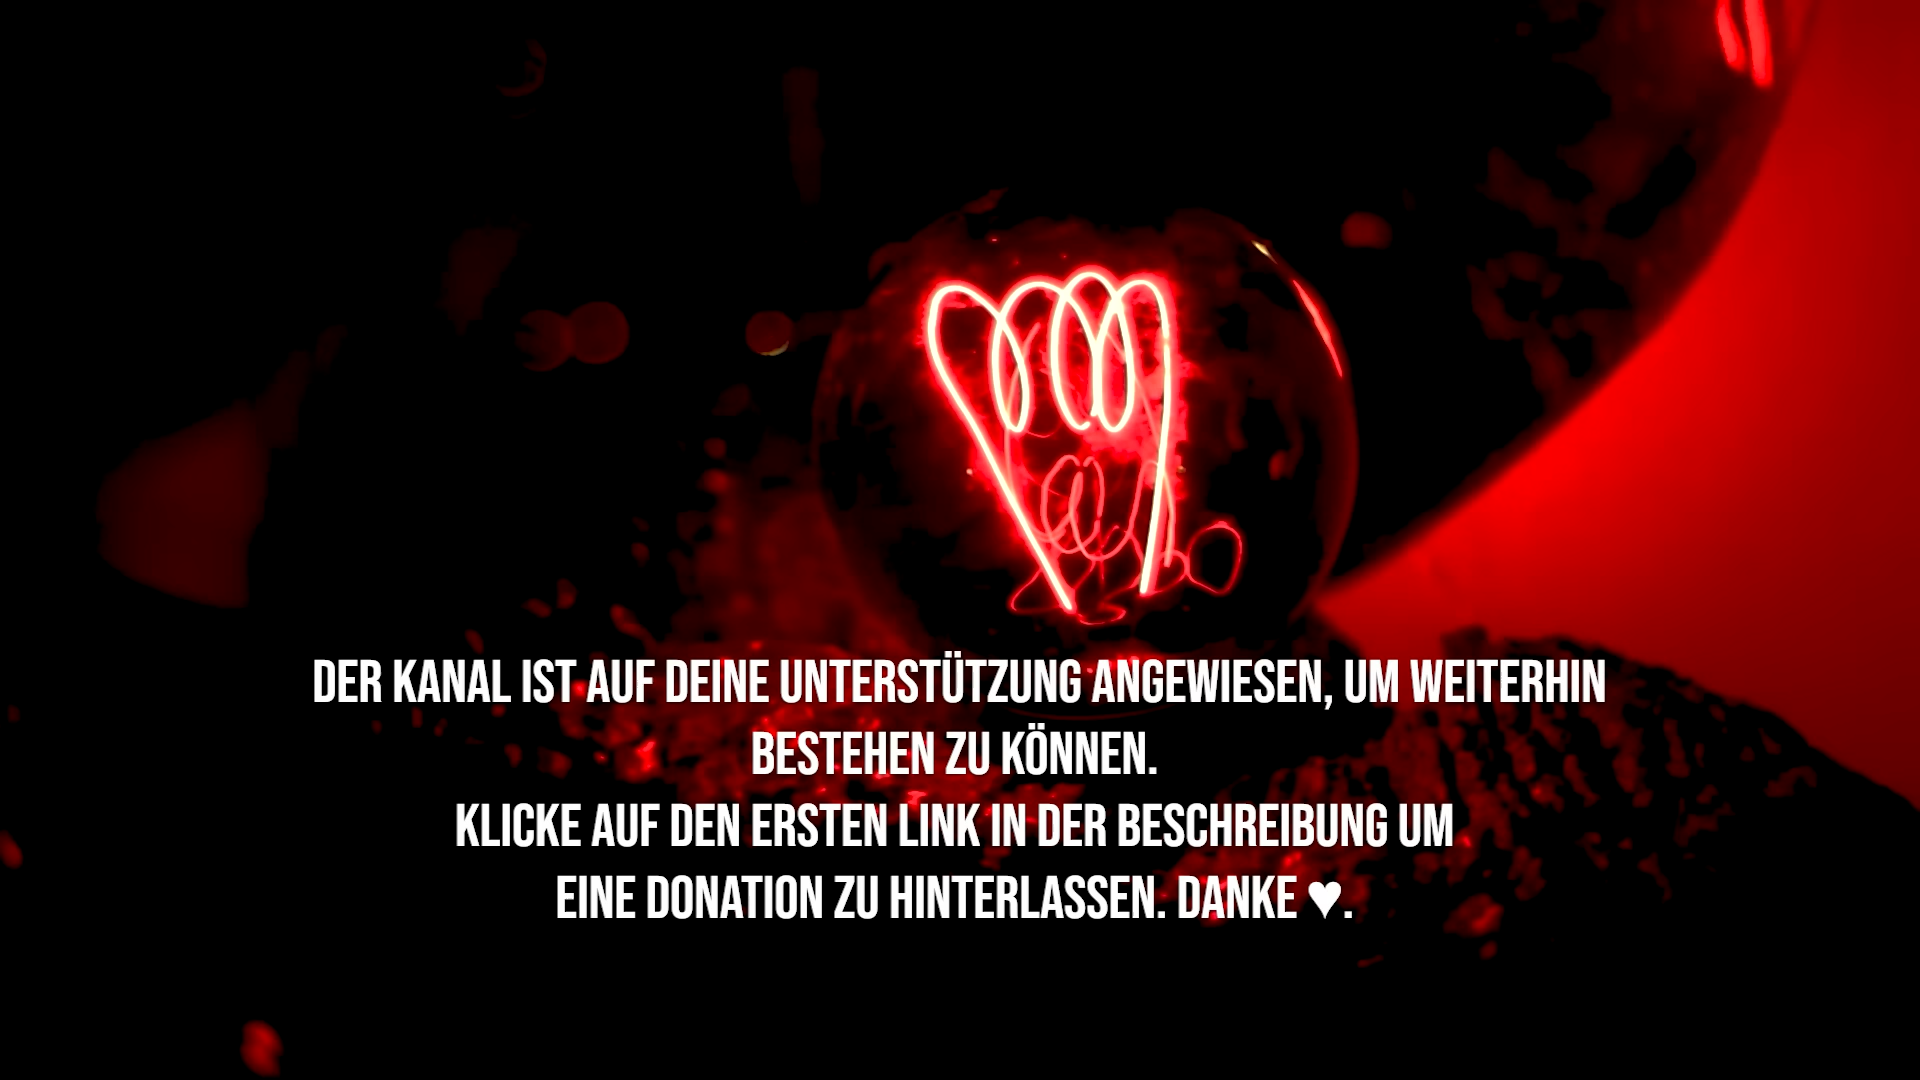 DER KANAL IST AUF DEINE UNTERSTÜTZUNG ANGEWIESEN, UM WEITERHIN
BESTEHEN ZU KÖNNEN.
KLICKE AUF DEN ERSTEN LINK IN DER BESCHREIBUNG UM
EINE DONATION ZU HINTERLASSEN. DANKE ♥.